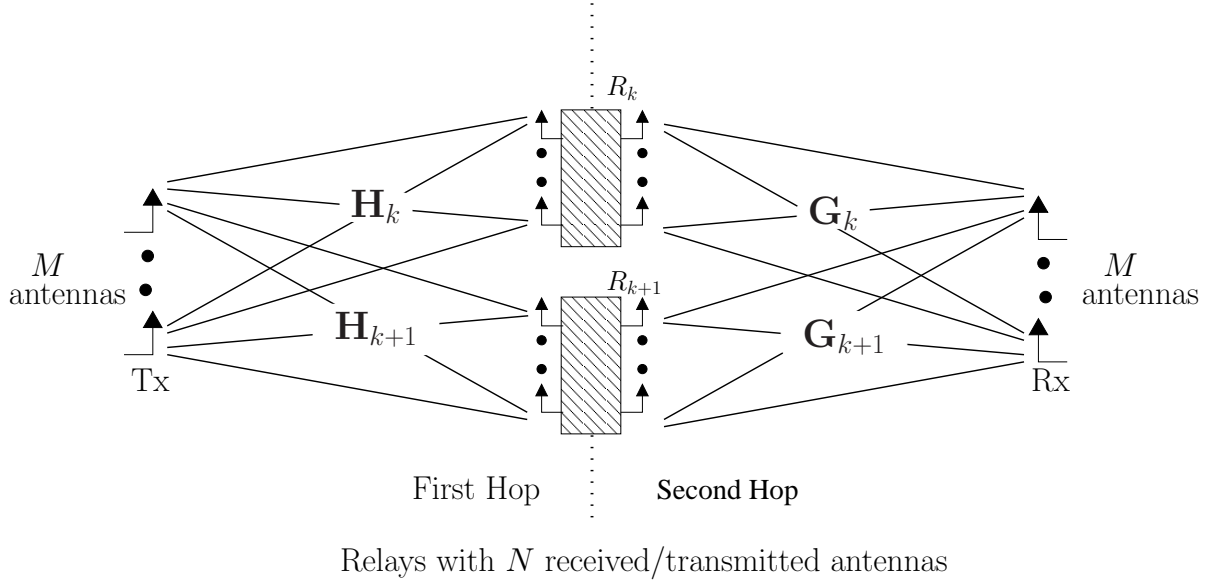 R_k
H_k
G_k
M
antennas
M
antennas
R_{k+1}
H_{k+1}
G_{k+1}
Tx
Rx
First Hop
Second Hop
Relays with N received/transmitted antennas